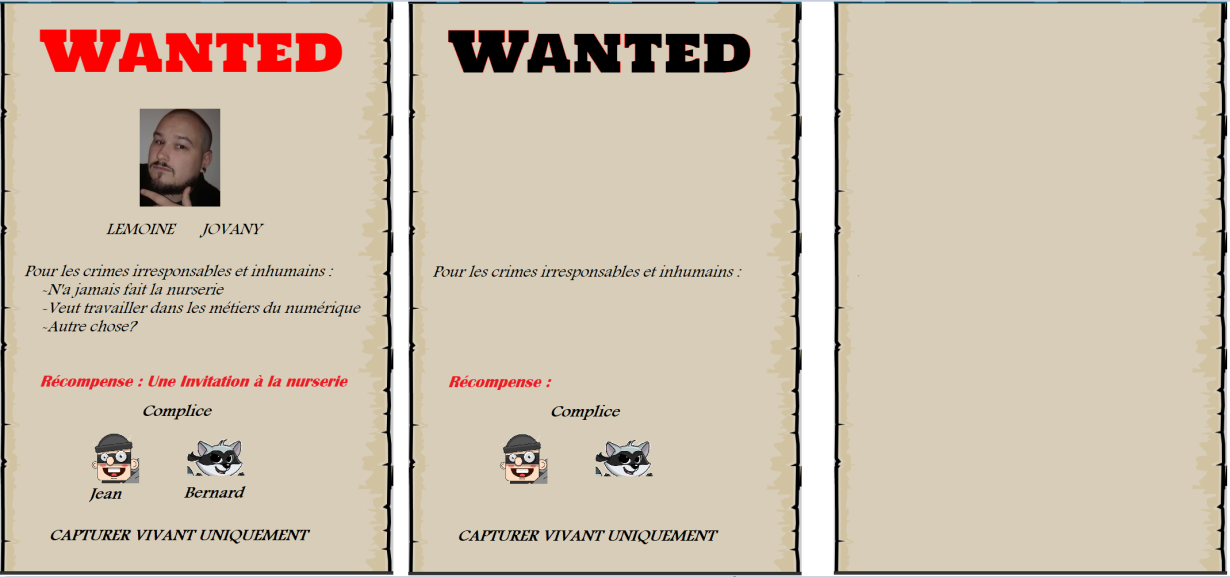 WANTED
LEMOINE JOVANY
Pour les crimes irresponsables et inhumains :
-N'a jamais fait la nurserie
-Veut travailler dans les métiers du numérique
-Autre chose?
Récompense : Une Invitation à la nurserie
Complice
Jean Bernard
CAPTURER VIVANT UNIQUEMENT
WANTED
Pour les crimes irresponsables et inhumains :
Récompense :
Complice
CAPTURER VIVANT UNIQUEMENT